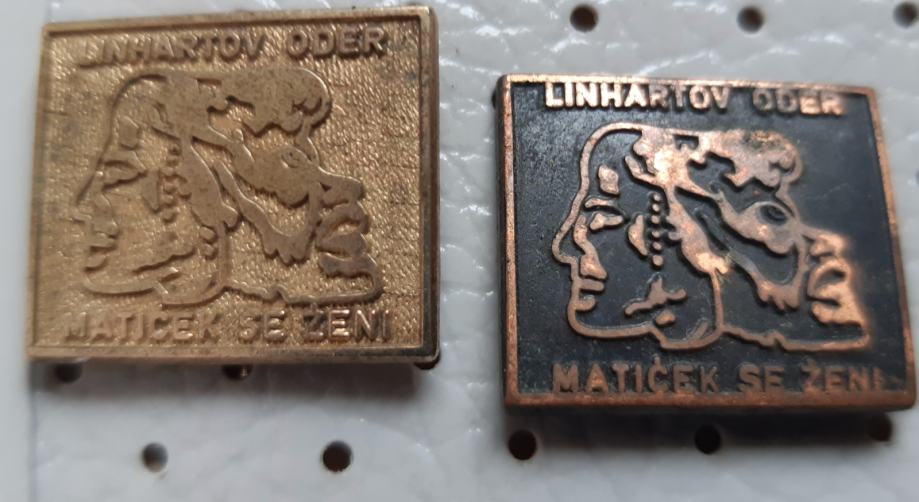 LINHARTOV ODER
MATIČEK SE ŽENI
LINHARTOV ODER
MATIČEK SE ŽENI